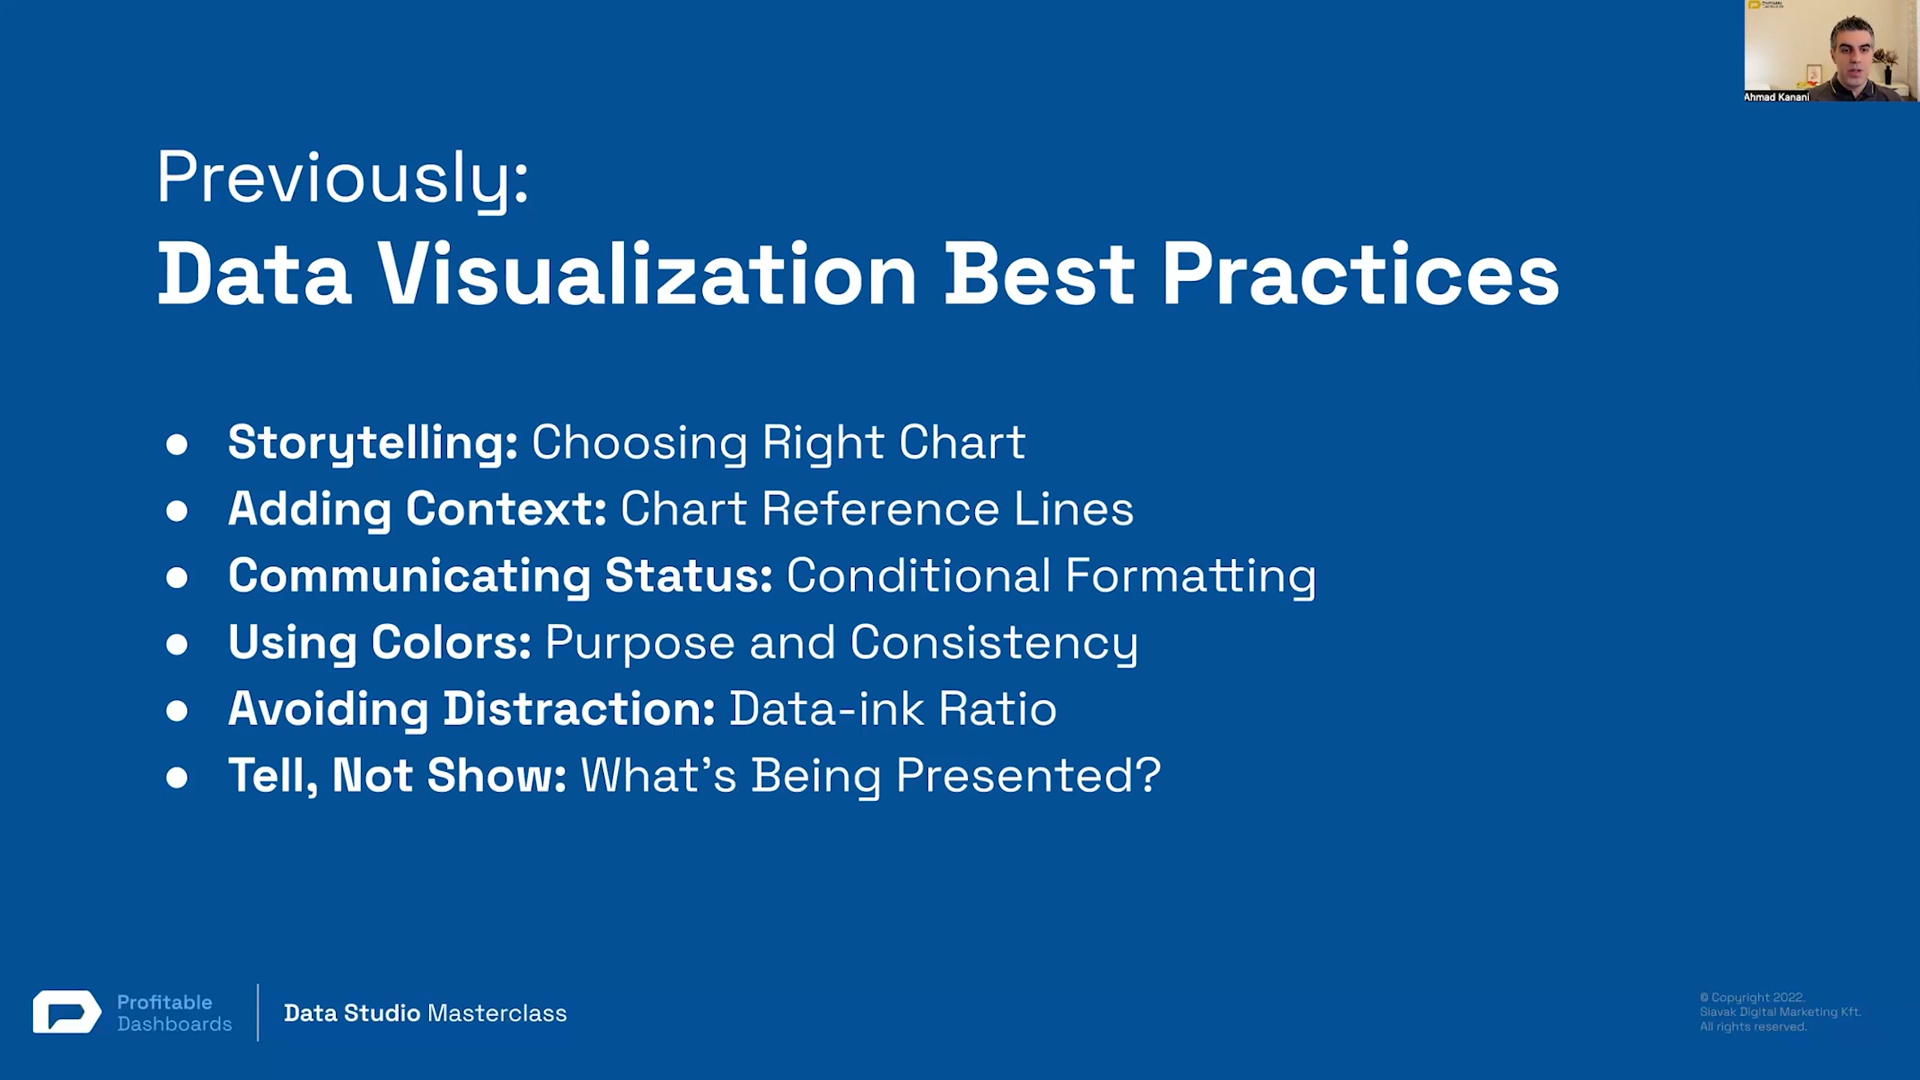 Profitable
Dashboards
Ahmad Kanani
Previously:
Data Visualization Best Practices
● Storytelling: Choosing Right Chart
● Adding Context: Chart Reference Lines
● Communicating Status: Conditional Formatting
● Using Colors: Purpose and Consistency
● Avoiding Distraction: Data-ink Ratio
● Tell, Not Show: What’s Being Presented?
Profitable
Dashboards
Data Studio Masterclass
© Copyright 2022.
Siavak Digital Marketing Kft.
All rights reserved.